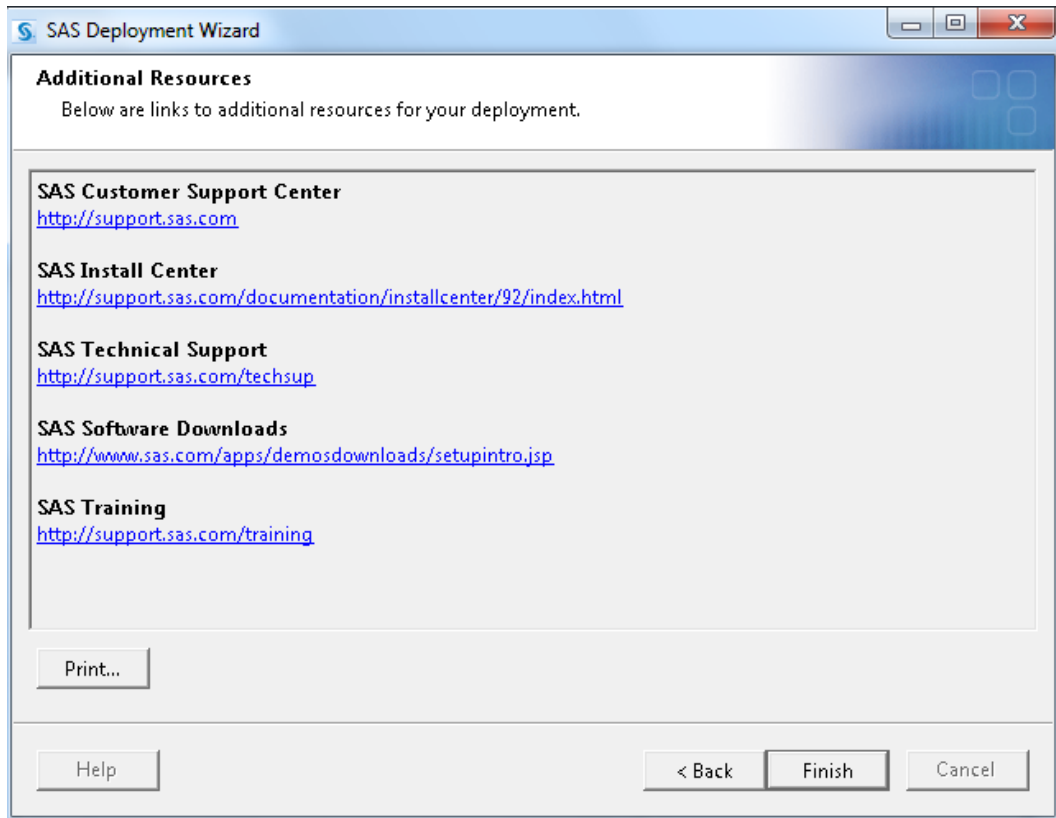 SAS Deployment Wizard
Additional Resources
Below are links to additional resources for your deployment.
SAS Customer Support Center
http://support.sas.com
SAS Install Center
http://support.sas.com/documentation/installcenter/92/index.html
SAS Technical Support
http://support.sas.com/techsup
SAS Software Downloads
http://www.sas.com/apps/demosdownloads/setupintro.jsp
SAS Training
http://support.sas.com/training
Print...
Help
< Back
Finish
Cancel